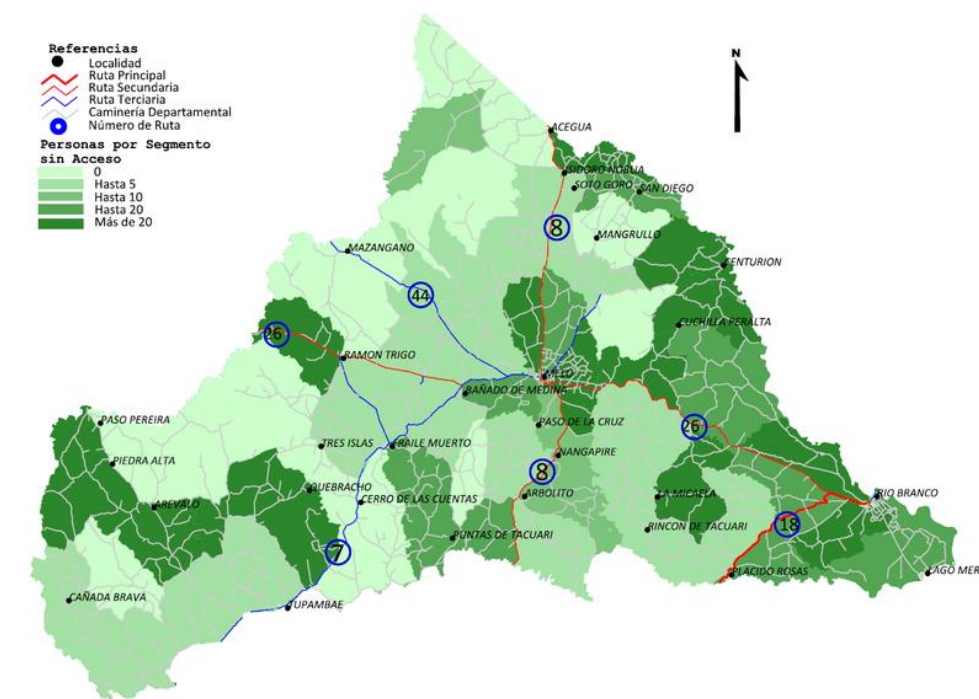 Referencias
Localidad
Ruta Principal
Ruta Secundaria
Ruta Terciaria
Caminería Departamental
Número de Ruta
Personas por Segmento
sin Acceso
0
Hasta 5
Hasta 10
Hasta 20
Más de 20
N
ACEGUA
ISIDORO NOBLIA
SOTO GORO
SAN DIEGO
8
MANGRULLO
MAZANGANO
CENTURION
44
CUCHILLA PERALTA
26
RAMON TRIGO
MELO
BAÑADO DE MEDINA
PASO PEREIRA
PASO DE LA CRUZ
26
TRES ISLAS
FRAILE MUERTO
NANGAPIRE
PIEDRA ALTA
8
QUEBRACHO
CERRO DE LAS CUENTAS
ARBOLITO
LA MICAELA
RIO BRANCO
AREVALO
RINCON DE TACUARI
18
PUNTAS DE TACUARI
7
PLACIDO ROSAS
LAGO MER
CAÑADA BRAVA
TUPAMBAE